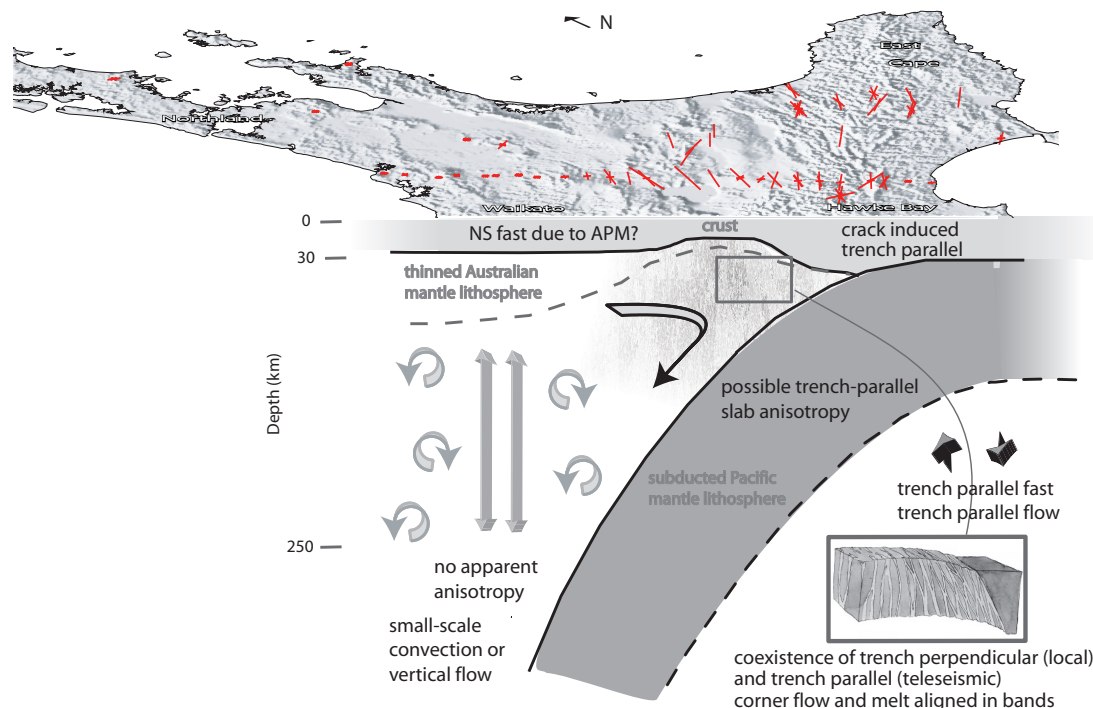 N
East
Cape
Northland
Waikato
Hawke Bay
0
NS fast due to APM?
crust
crack induced
trench parallel
30
thinned Australian
mantle lithosphere
Depth (km)
possible trench-parallel
slab anisotropy
subducted Pacific
mantle lithosphere
trench parallel fast
trench parallel flow
250
no apparent
anisotropy
small-scale
convection or
vertical flow
coexistence of trench perpendicular (local)
and trench parallel (teleseismic)
corner flow and melt aligned in bands